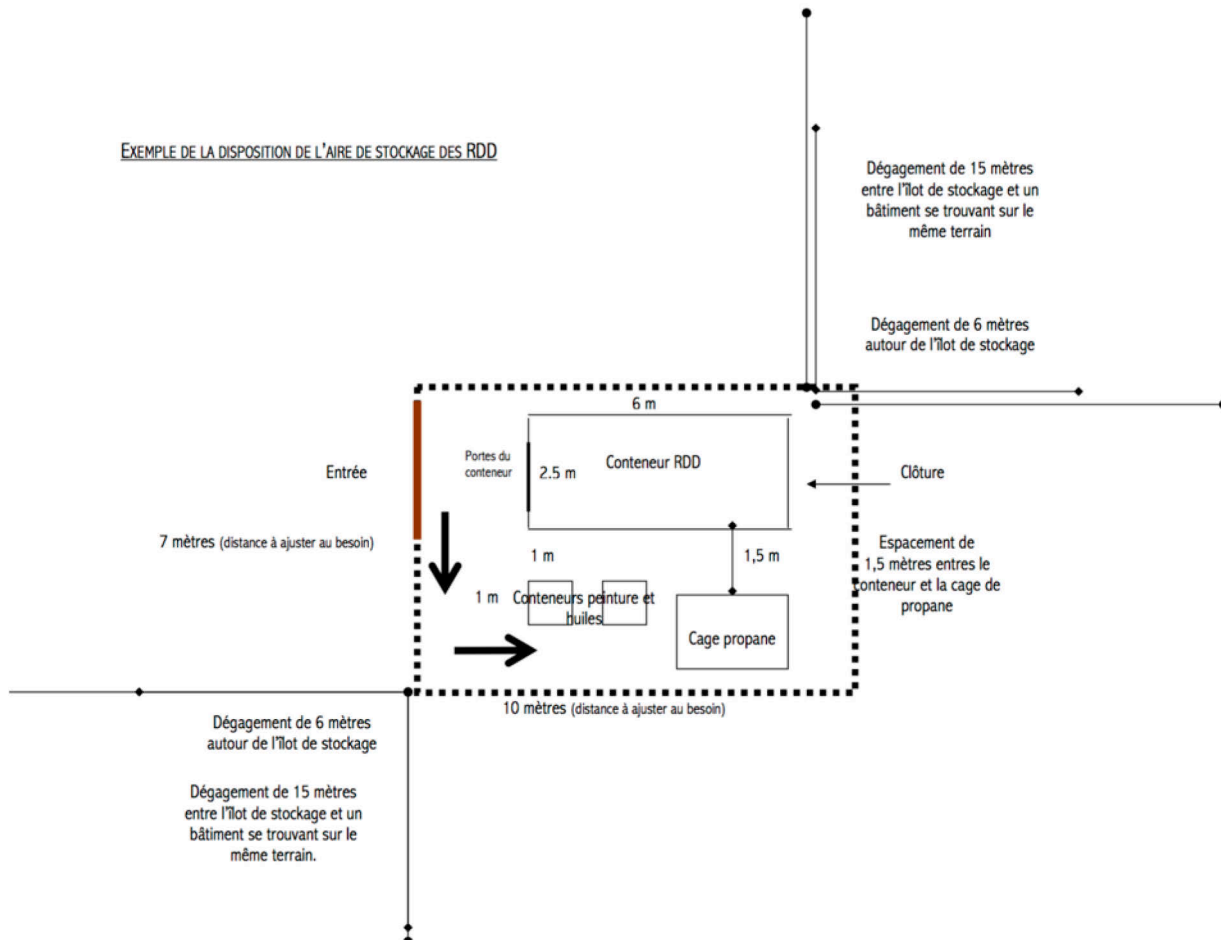 EXEMPLE DE LA DISPOSITION DE L'AIRE DE STOCKAGE DES RDD
Dégagement de 15 mètres
entre l'îlot de stockage et un
bâtiment se trouvant sur le
même terrain
Dégagement de 6 mètres
autour de l'îlot de stockage
6 m
Entrée
Portes du
conteneur
2.5 m
Conteneur RDD
Clôture
7 mètres (distance à ajuster au besoin)
1 m
1,5 m
Espacement de
1,5 mètres entres le
conteneur et la cage de
propane
1 m
Conteneurs peinture et
huiles
Cage propane
10 mètres (distance à ajuster au besoin)
Dégagement de 6 mètres
autour de l'îlot de stockage
Dégagement de 15 mètres
entre l'îlot de stockage et un
bâtiment se trouvant sur le
même terrain.